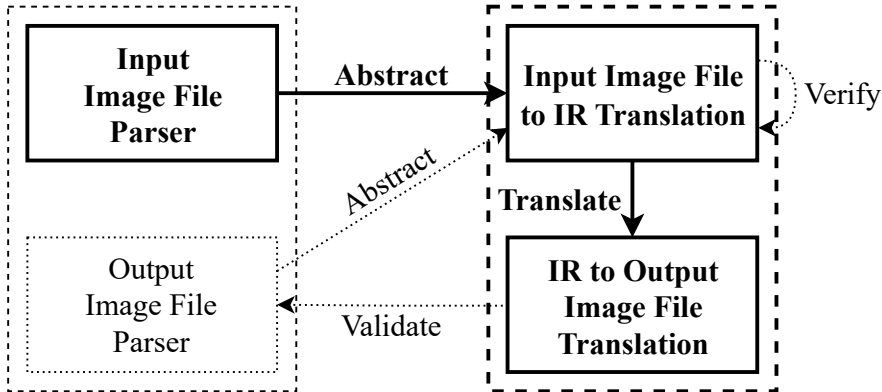 Input
Image File
Parser
Abstract
Input Image File
to IR Translation
Verify
Abstract
Translate
Output
Image File
Parser
Validate
IR to Output
Image File
Translation